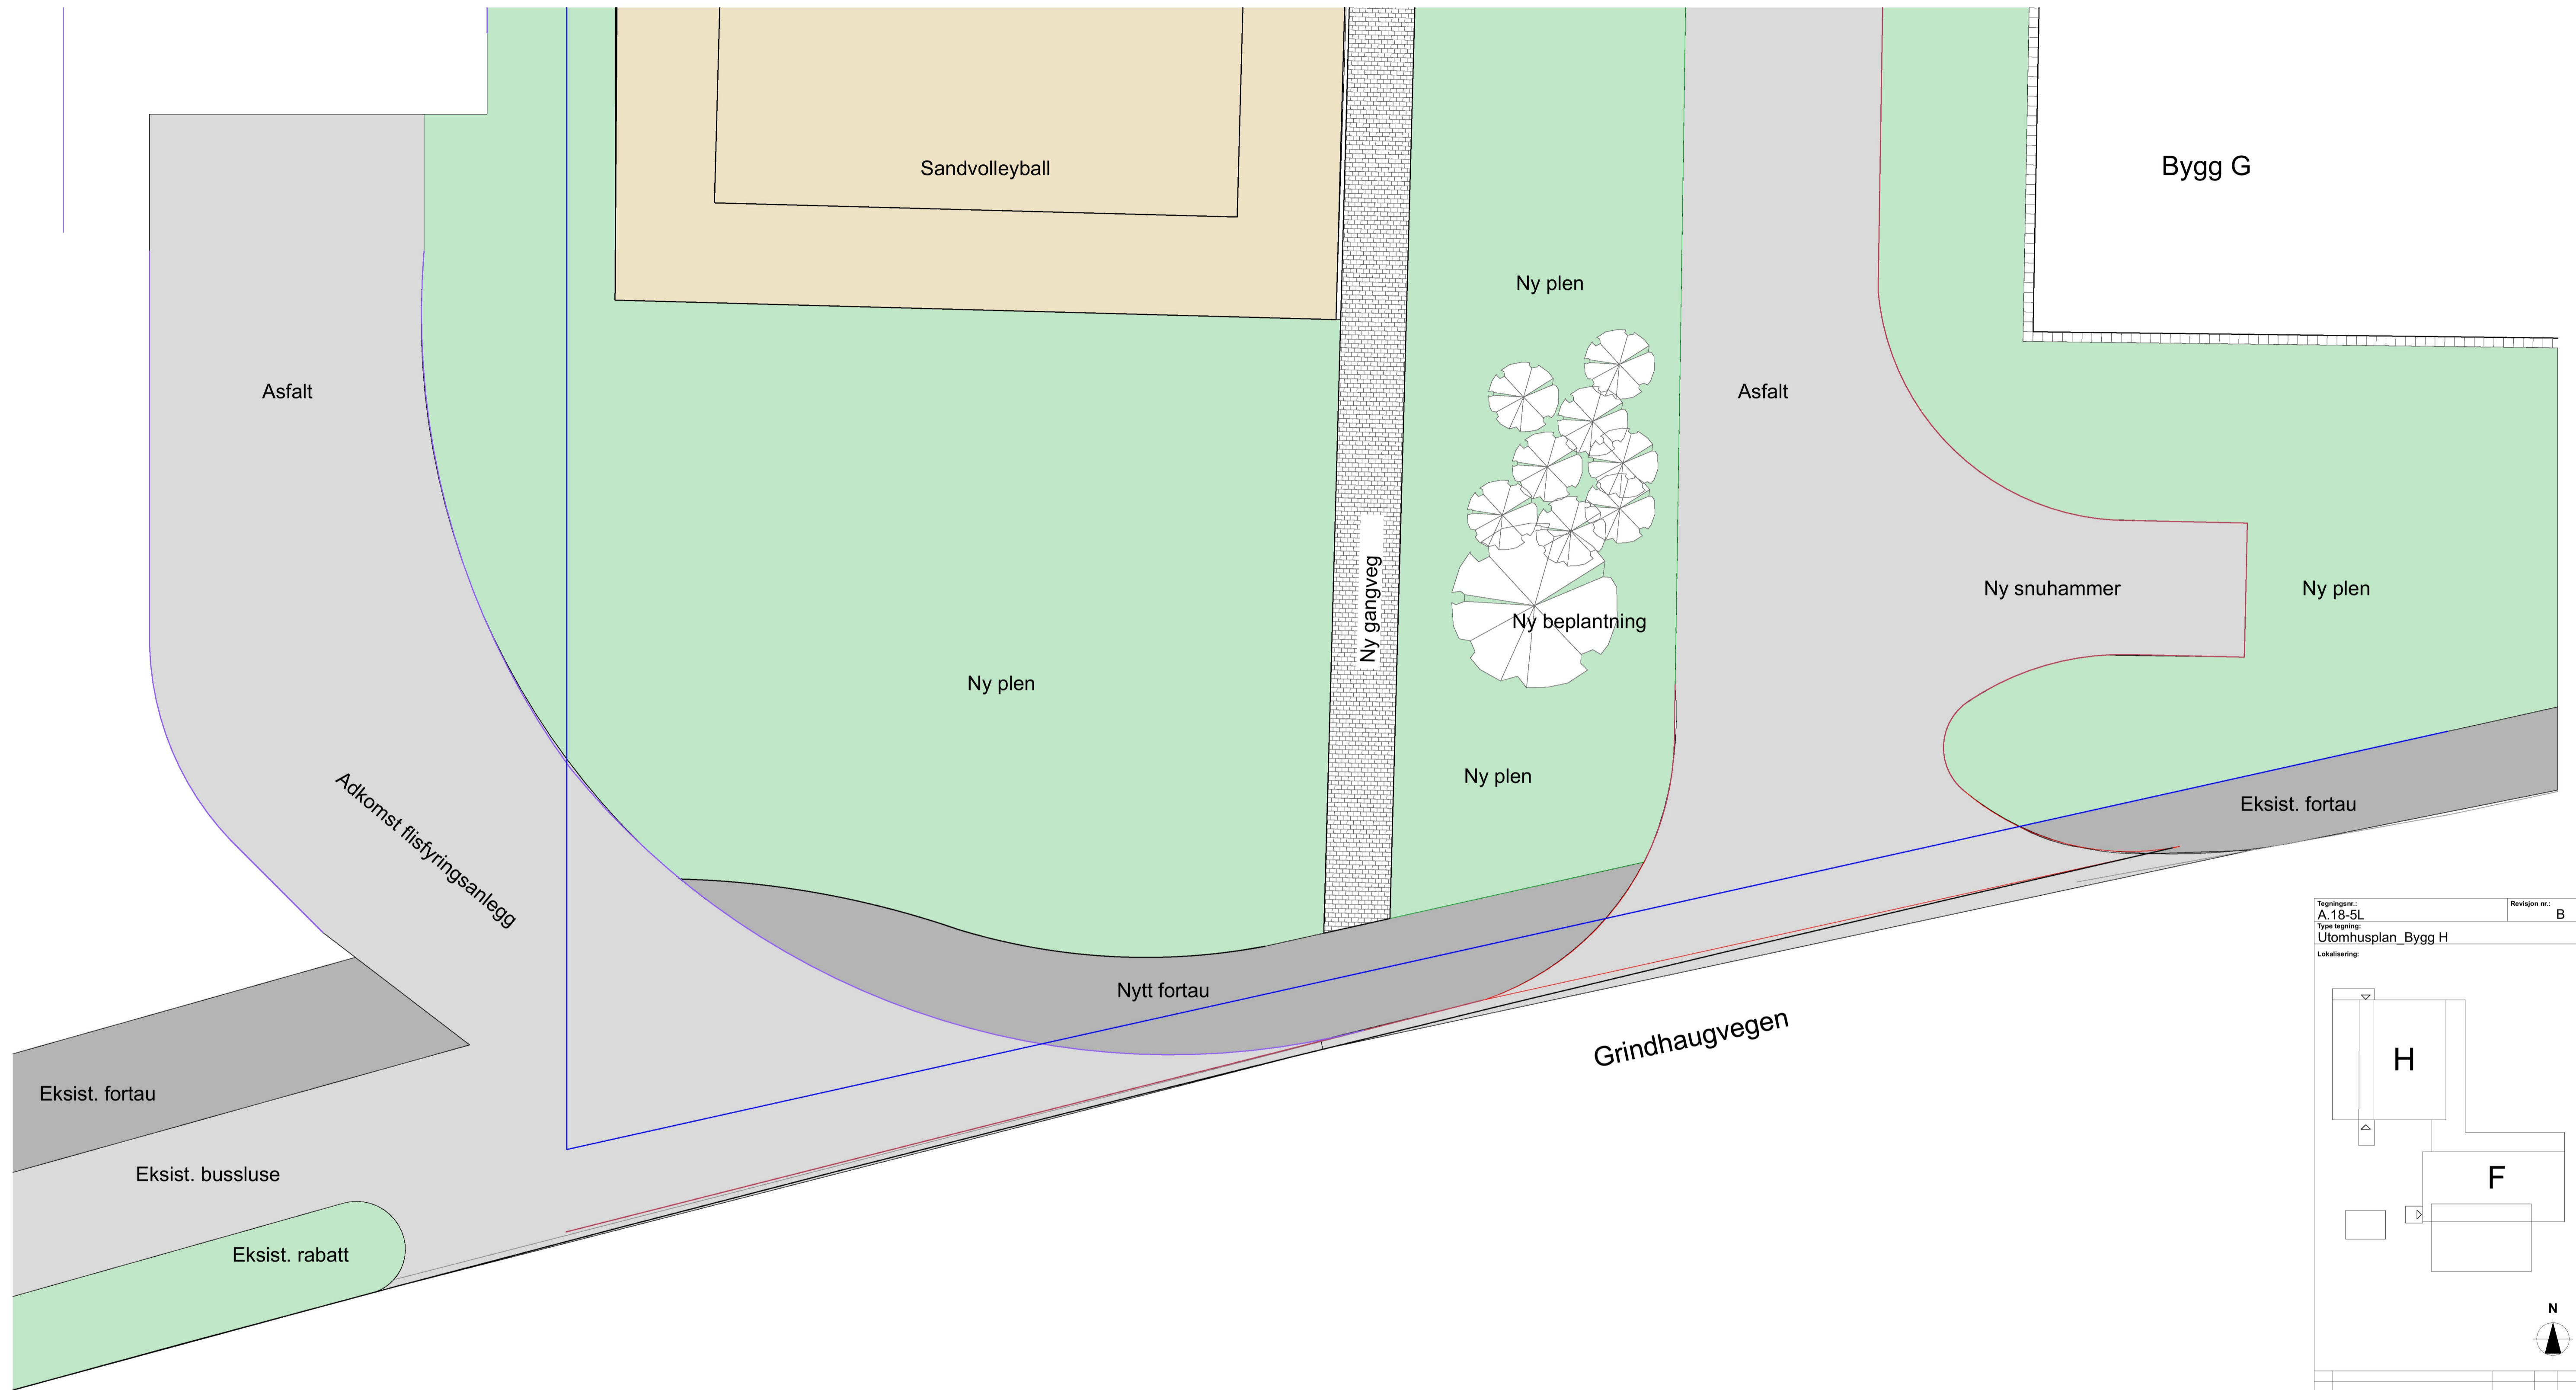 Sandvolleyball
Bygg G
Ny plen
Asfalt
Asfalt
Ny gangveg
Ny snuhammer
Ny plen
Ny beplantning
Ny plen
Ny plen
Adkomst flisfyringsanlegg
Eksist. fortau
Nytt fortau
Grindhaugvegen
Eksist. fortau
Eksist. bussluse
Eksist. rabatt
Tegningsnr.:
A.18-5L
Revisjon nr.:
B
Type tegning:
Utomhusplan_Bygg H
Lokalisering:
H
F
N